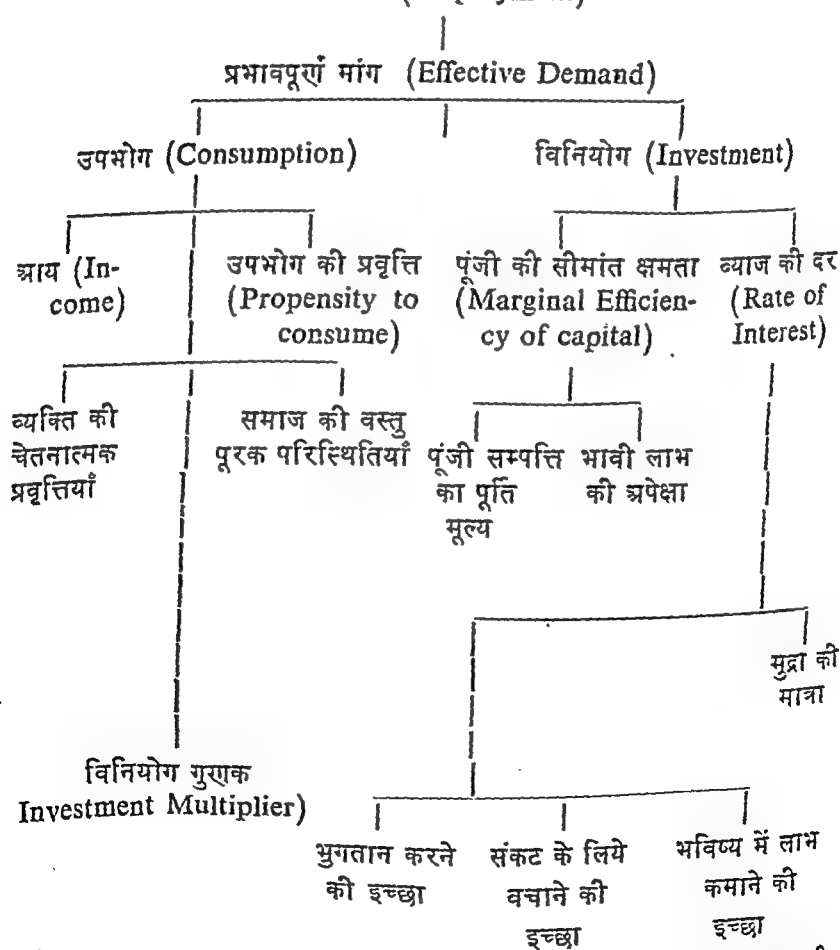 प्रभावपूर्ण मांग (Effective Demand)
उपभोग (Consumption)
विनियोग (Investment)
आय (In-
come)
उपभोग की प्रवृत्ति
(Propensity to
consume)
पूंजी की सीमांत क्षमता
(Marginal Efficien-
cy of capital)
ब्याज की दर
(Rate of
Interest)
व्यक्ति की
चेतनात्मक
प्रवृत्तियाँ
समाज की वस्तु
पूरक परिस्थितियाँ
पूंजी सम्पत्ति
का पूर्ति
मूल्य
भावी लाभ
की अपेक्षा
मुद्रा की
मात्रा
विनियोग गुणक
Investment Multiplier)
भुगतान करने
की इच्छा
संकट के लिये
बचाने की
इच्छा
भविष्य में लाभ
कमाने की
इच्छा